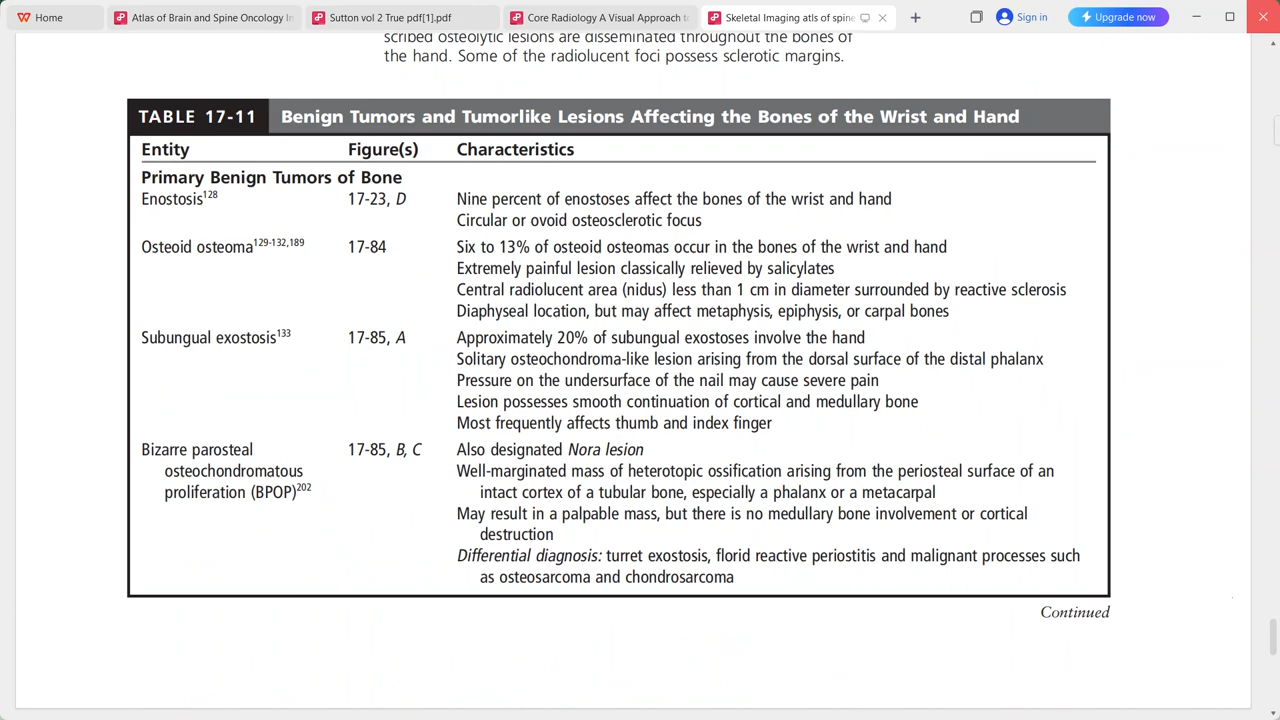 Home
Atlas of Brain and Spine Oncology In
Sutton vol 2 True pdf[1].pdf
Core Radiology A Visual Approach to
Skeletal Imaging atls of spine
Sign in
Upgrade now
scribed osteolytic lesions are disseminated throughout the bones of
the hand. Some of the radiolucent foci possess sclerotic margins.
TABLE 17-11 Benign Tumors and Tumorlike Lesions Affecting the Bones of the Wrist and Hand
Entity Figure(s) Characteristics
Primary Benign Tumors of Bone
Enostosis128 17-23, D Nine percent of enostoses affect the bones of the wrist and hand
Circular or ovoid osteosclerotic focus
Osteoid osteoma129-132,189 17-84 Six to 13% of osteoid osteomas occur in the bones of the wrist and hand
Extremely painful lesion classically relieved by salicylates
Central radiolucent area (nidus) less than 1 cm in diameter surrounded by reactive sclerosis
Diaphyseal location, but may affect metaphysis, epiphysis, or carpal bones
Subungual exostosis133 17-85, A Approximately 20% of subungual exostoses involve the hand
Solitary osteochondroma-like lesion arising from the dorsal surface of the distal phalanx
Pressure on the undersurface of the nail may cause severe pain
Lesion possesses smooth continuation of cortical and medullary bone
Most frequently affects thumb and index finger
Bizarre parosteal 17-85, B, C Also designated Nora lesion
osteochondromatous Well-marginated mass of heterotopic ossification arising from the periosteal surface of an
proliferation (BPOP)202 intact cortex of a tubular bone, especially a phalanx or a metacarpal
May result in a palpable mass, but there is no medullary bone involvement or cortical
destruction
Differential diagnosis: turret exostosis, florid reactive periostitis and malignant processes such
as osteosarcoma and chondrosarcoma
Continued